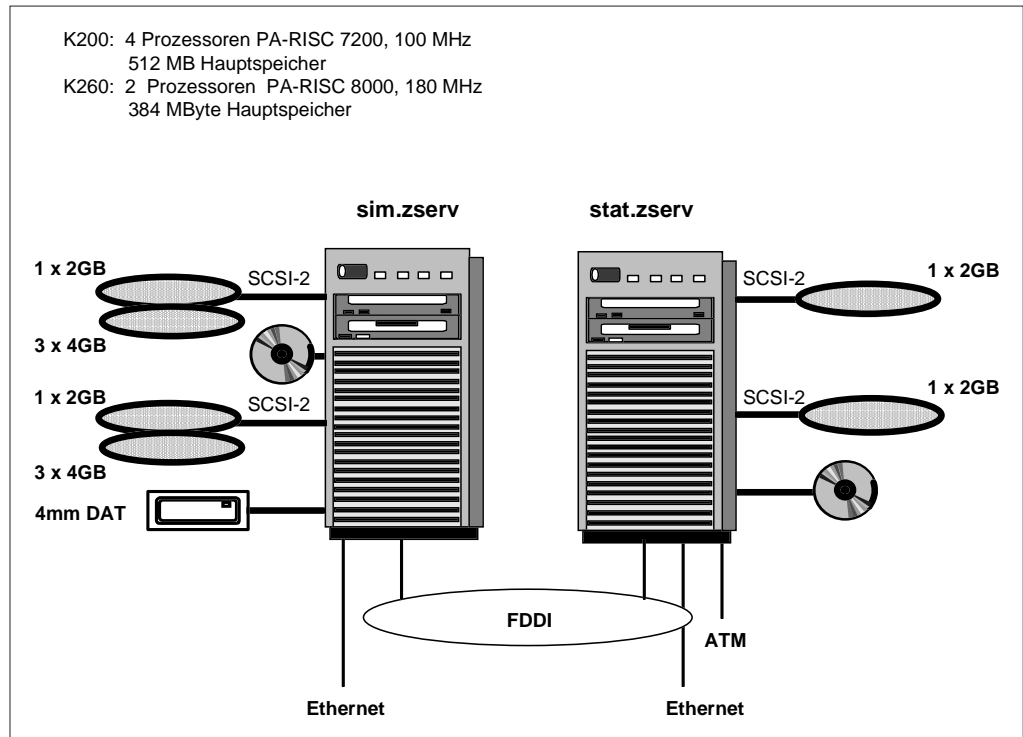 K200: 4 Prozessoren PA-RISC 7200, 100 MHz
512 MB Hauptspeicher
K260: 2 Prozessoren PA-RISC 8000, 180 MHz
384 MByte Hauptspeicher
sim.zserv
stat.zserv
1 x 2GB
SCSI-2
SCSI-2
1 x 2GB
3 x 4GB
1 x 2GB
SCSI-2
SCSI-2
1 x 2GB
3 x 4GB
4mm DAT
FDDI
ATM
Ethernet
Ethernet